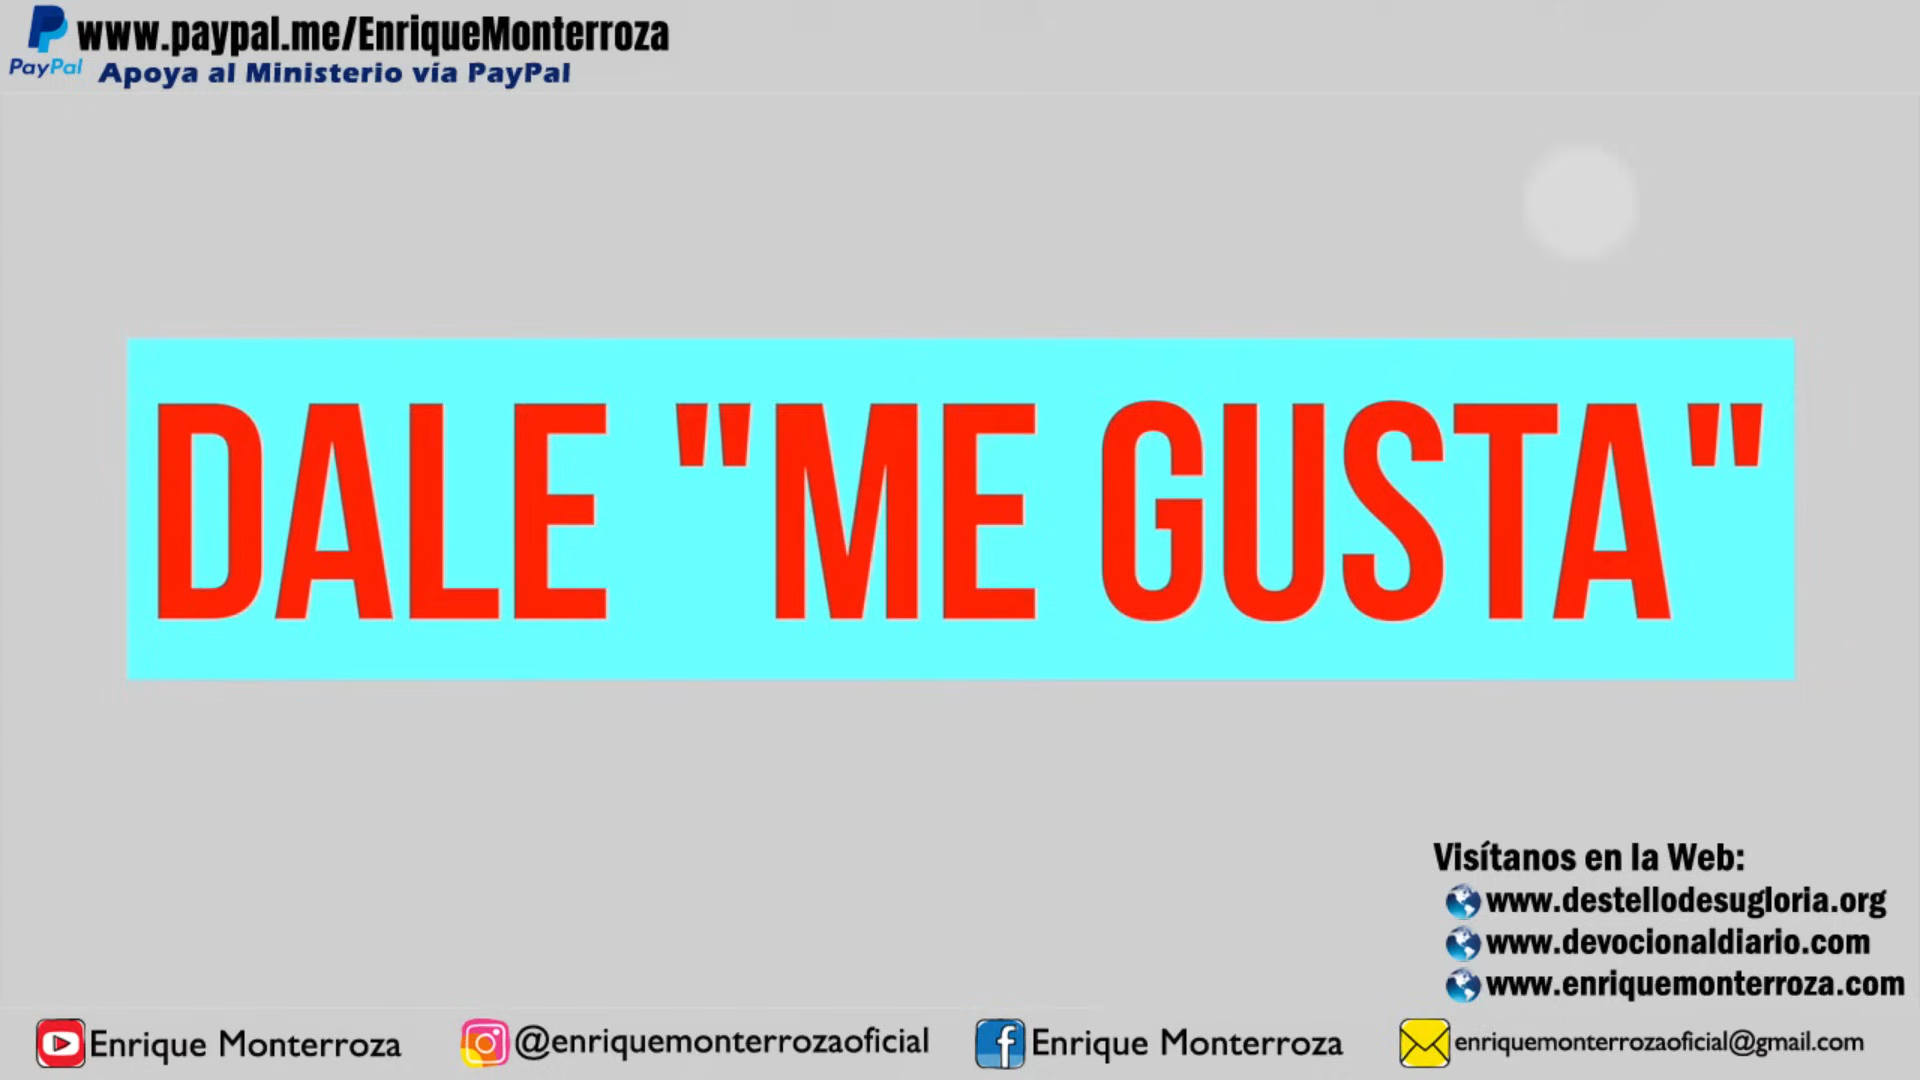 www.paypal.me/EnriqueMonterroza
PayPal Apoya al Ministerio vía PayPal
DALE "ME GUSTA"
Visítanos en la Web:
www.destellodesugloria.org
www.devocionaldiario.com
www.enriquemonterroza.com
Enrique Monterroza @enriquemonterrozaoficial Enrique Monterroza enriquemonterrozaoficial@gmail.com